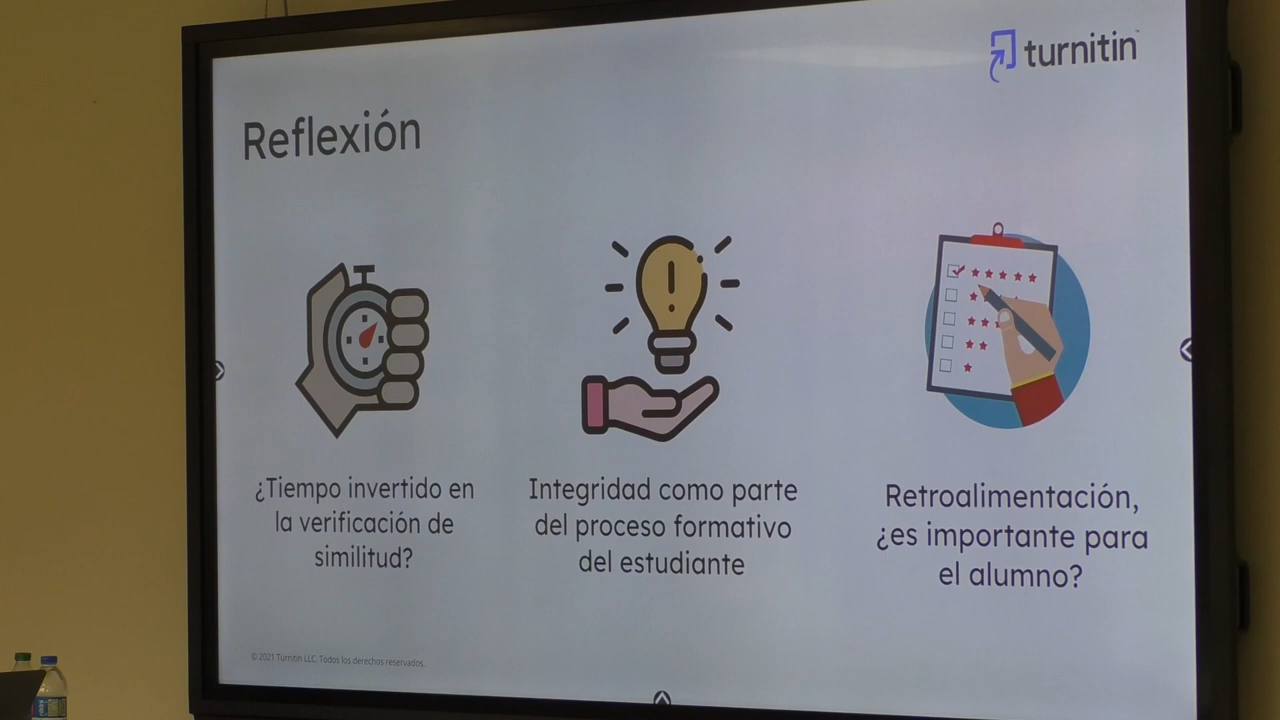 turnitin
Reflexión
¿Tiempo invertido en
la verificación de
similitud?
Integridad como parte
del proceso formativo
del estudiante
Retroalimentación,
¿es importante para
el alumno?
© 2021 Turnitin LLC. Todos los derechos reservados.